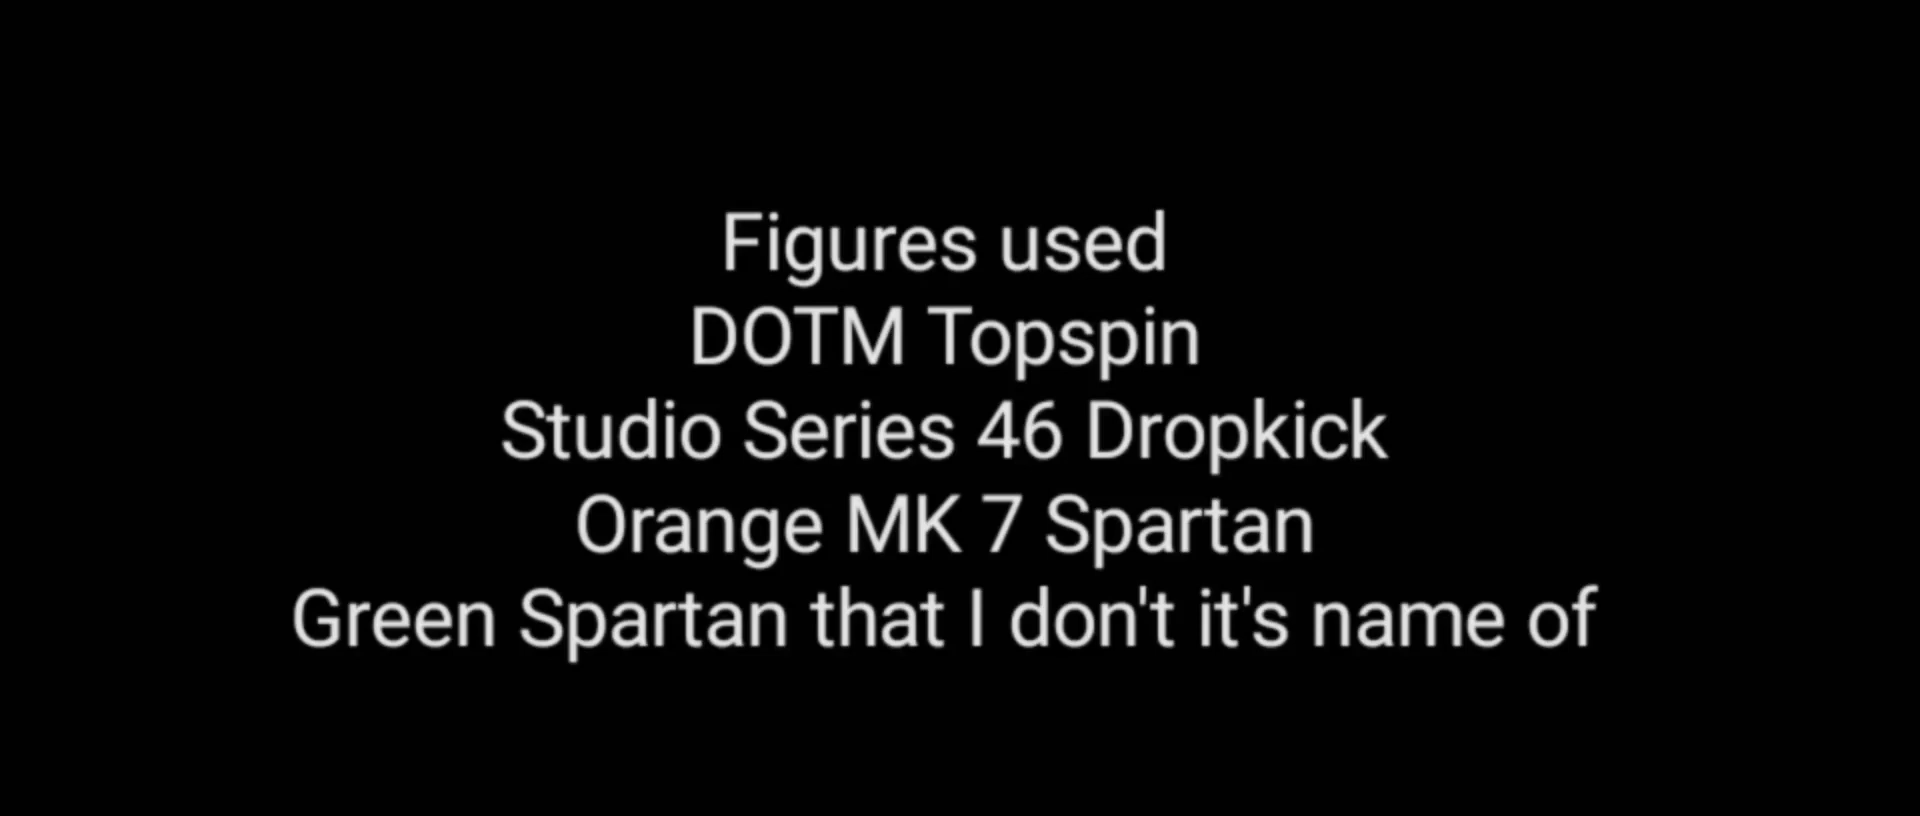 Figures used
DOTM Topspin
Studio Series 46 Dropkick
Orange MK 7 Spartan
Green Spartan that I don't it's name of